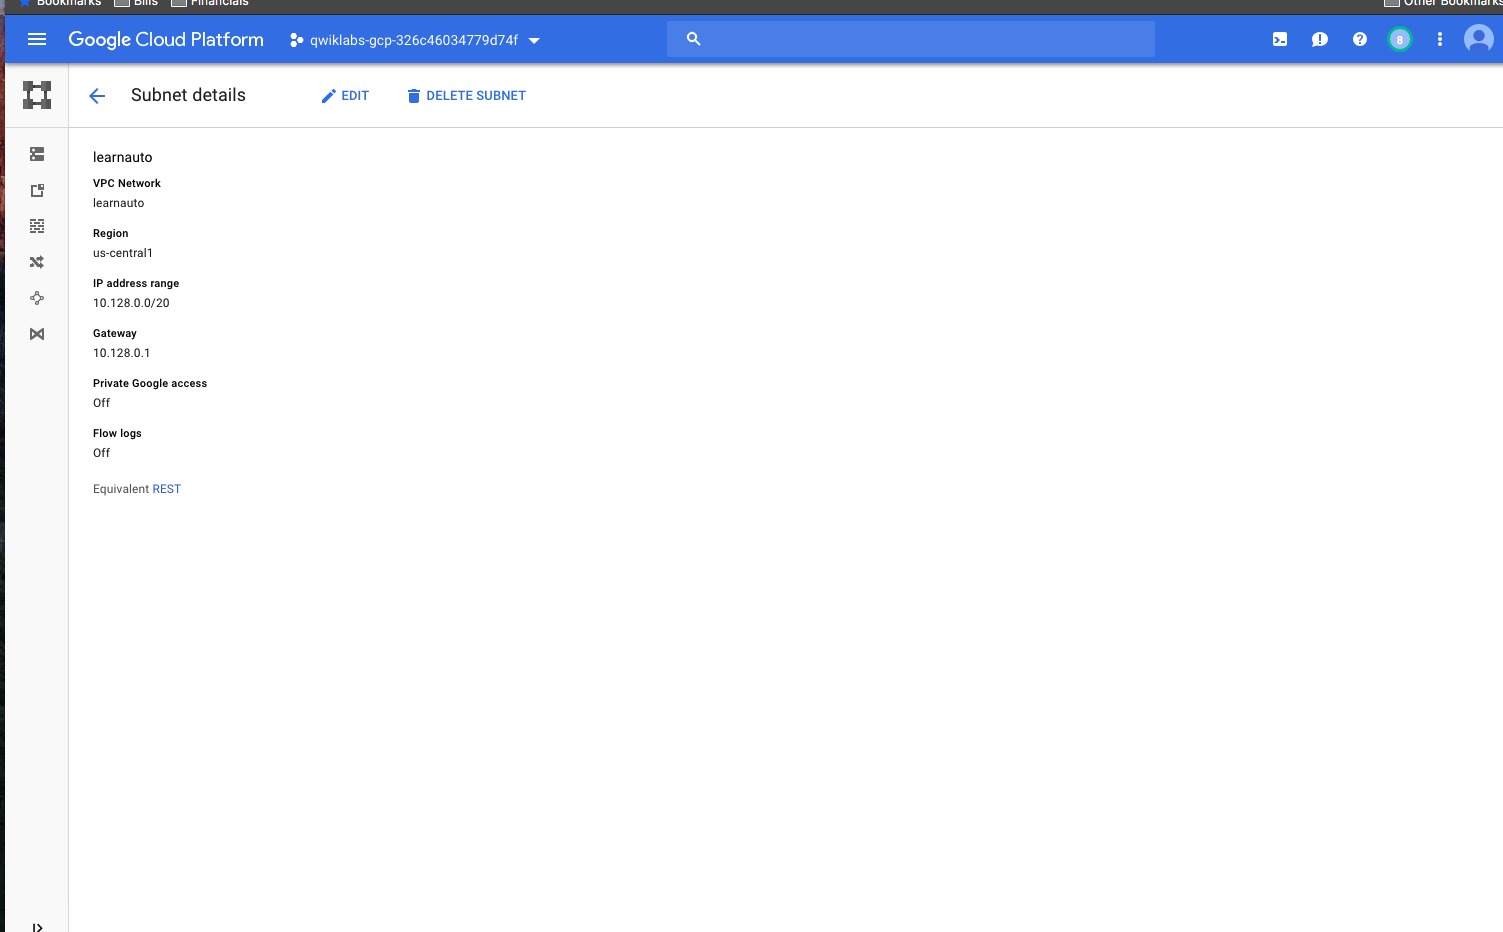 Bookmarks Bills Financials Other Bookmarks
Google Cloud Platform qwiklabs-gcp-326c46034779d74f 8
Subnet details EDIT DELETE SUBNET
learnauto
VPC Network
learnauto
Region
us-central1
IP address range
10.128.0.0/20
Gateway
10.128.0.1
Private Google access
Off
Flow logs
Off
Equivalent REST